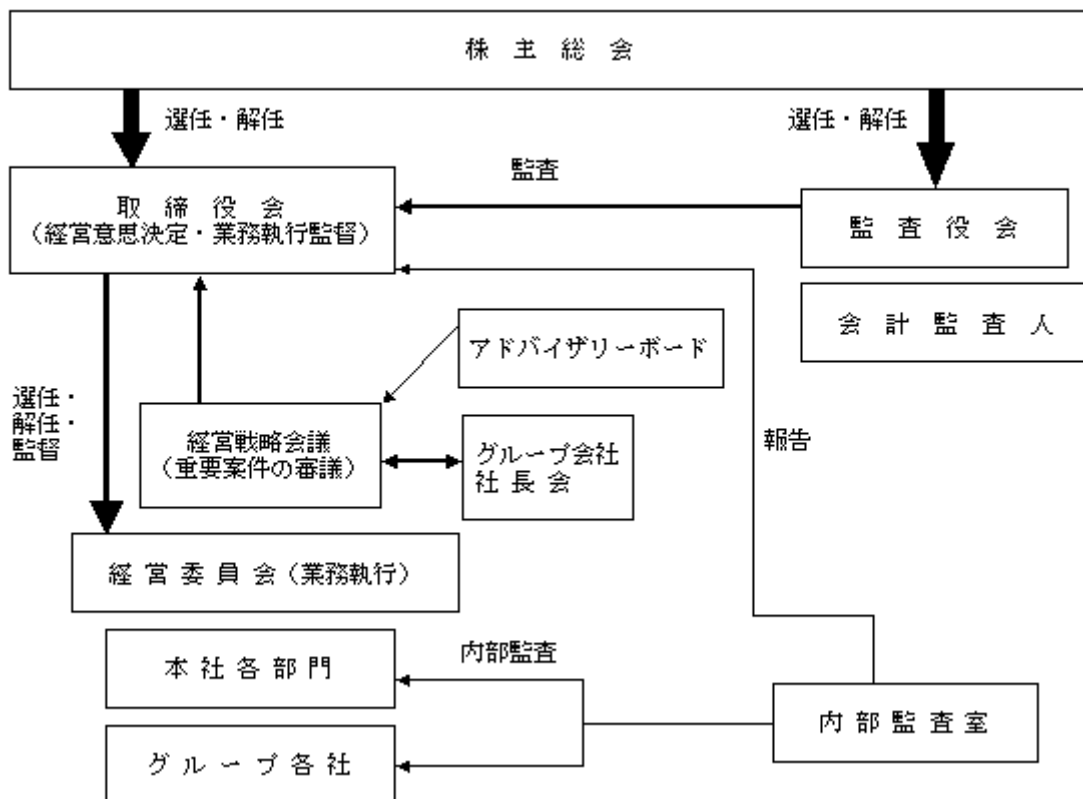 株主総会
選任・解任
選任・解任
取締役会
（経営意思決定・業務執行監督）
監査
監査役会
会計監査人
アドバイザリーボード
選任・
解任・
監督
経営戦略会議
（重要案件の審議）
グループ会社
社長会
報告
経営委員会（業務執行）
本社各部門
内部監査
内部監査室
グループ各社